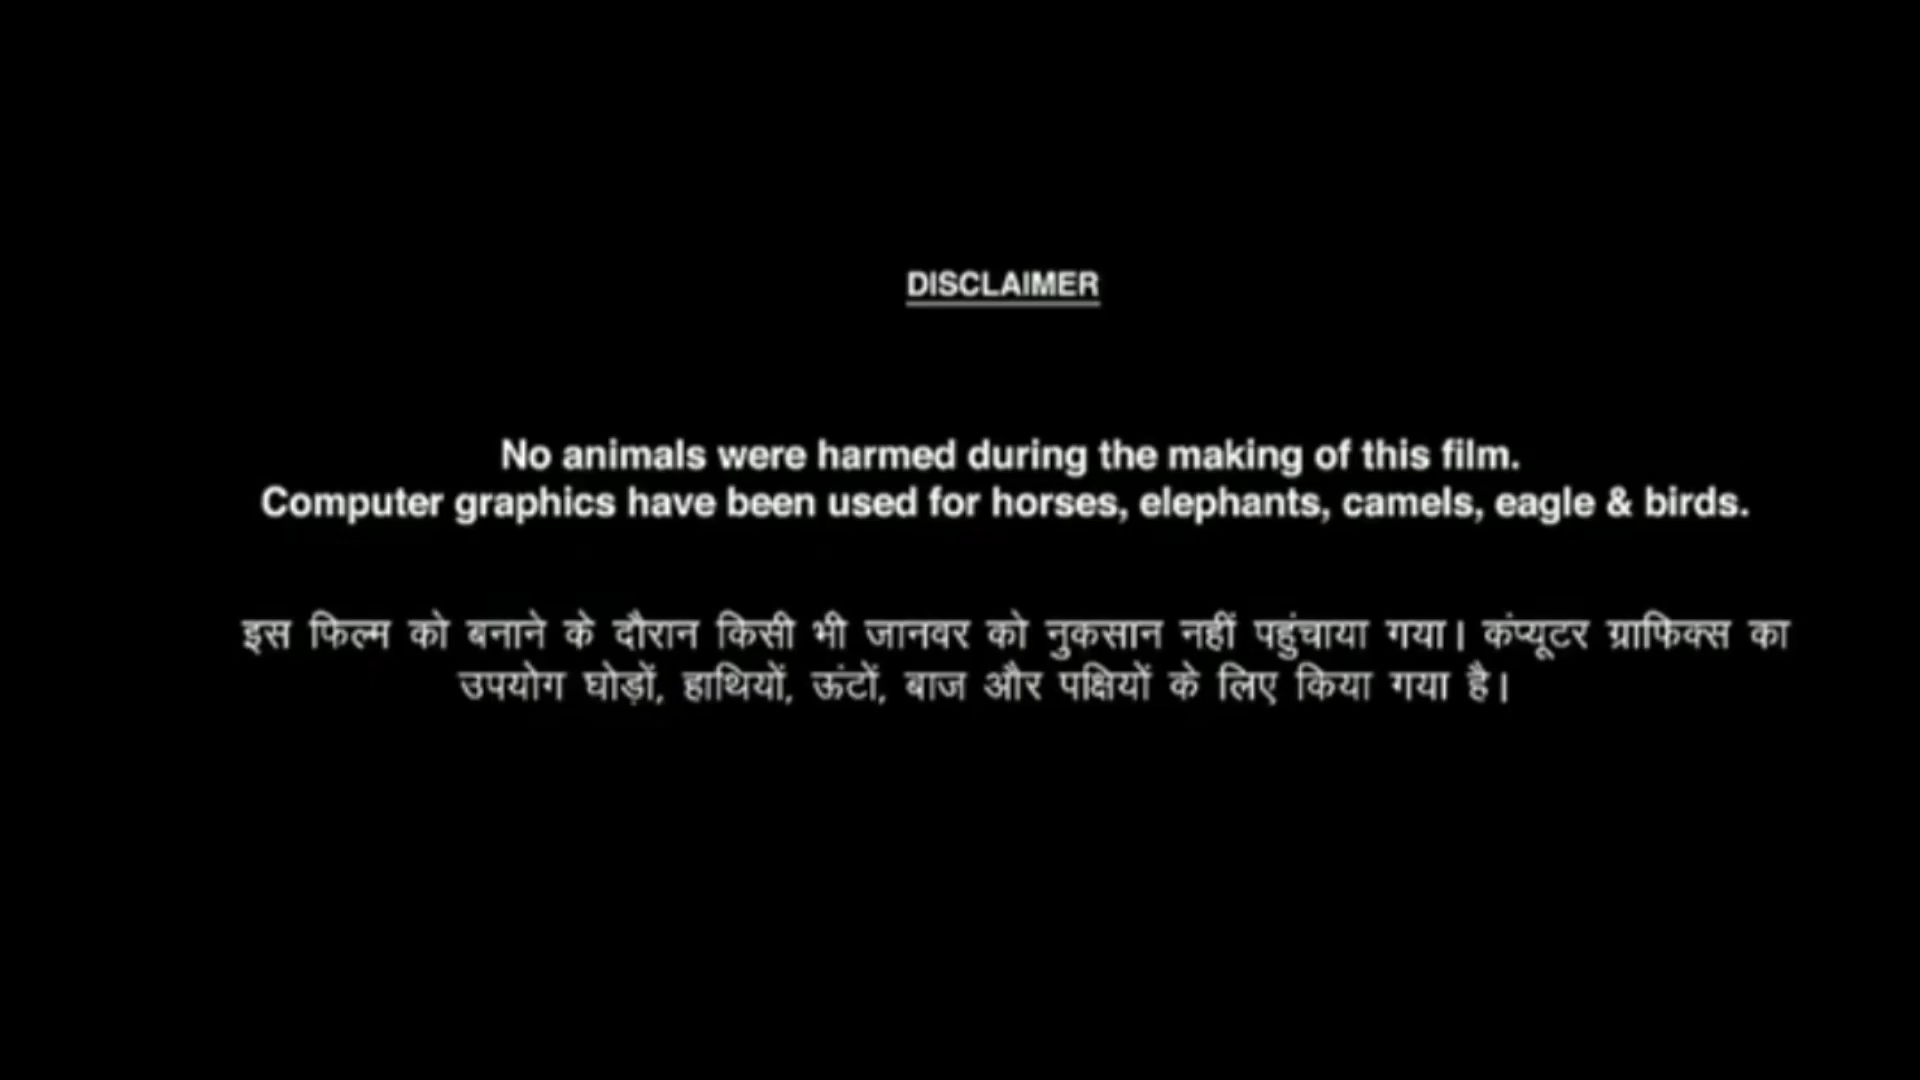 DISCLAIMER
No animals were harmed during the making of this film.
Computer graphics have been used for horses, elephants, camels, eagle & birds.
इस फिल्म को बनाने के दौरान किसी भी जानवर को नुकसान नहीं पहुंचाया गया। कंप्यूटर ग्राफिक्स का
उपयोग घोड़ों, हाथियों, ऊंटों, बाज और पक्षियों के लिए किया गया है।